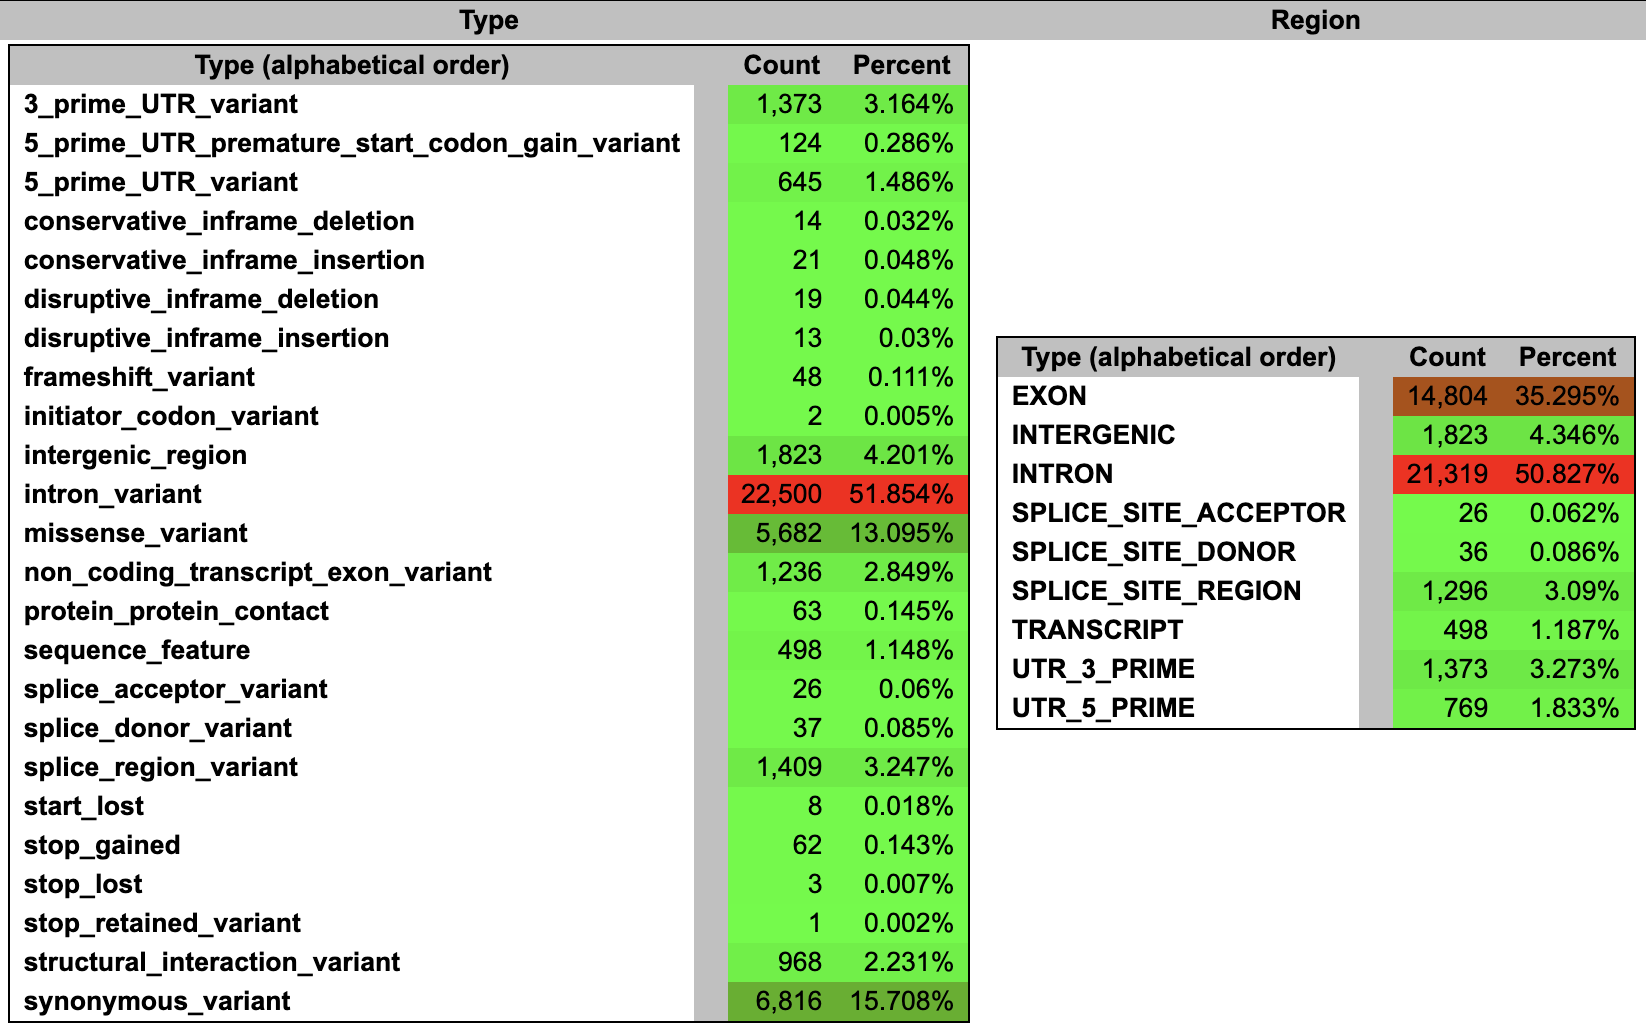 Type Region
Type (alphabetical order) Count Percent
3_prime_UTR_variant 1,373 3.164%
5_prime_UTR_premature_start_codon_gain_variant 124 0.286%
5_prime_UTR_variant 645 1.486%
conservative_inframe_deletion 14 0.032%
conservative_inframe_insertion 21 0.048%
disruptive_inframe_deletion 19 0.044%
disruptive_inframe_insertion 13 0.03%
frameshift_variant 48 0.111%
initiator_codon_variant 2 0.005%
intergenic_region 1,823 4.201%
intron_variant 22,500 51.854%
missense_variant 5,682 13.095%
non_coding_transcript_exon_variant 1,236 2.849%
protein_protein_contact 63 0.145%
sequence_feature 498 1.148%
splice_acceptor_variant 26 0.06%
splice_donor_variant 37 0.085%
splice_region_variant 1,409 3.247%
start_lost 8 0.018%
stop_gained 62 0.143%
stop_lost 3 0.007%
stop_retained_variant 1 0.002%
structural_interaction_variant 968 2.231%
synonymous_variant 6,816 15.708%
Type (alphabetical order) Count Percent
EXON 14,804 35.295%
INTERGENIC 1,823 4.346%
INTRON 21,319 50.827%
SPLICE_SITE_ACCEPTOR 26 0.062%
SPLICE_SITE_DONOR 36 0.086%
SPLICE_SITE_REGION 1,296 3.09%
TRANSCRIPT 498 1.187%
UTR_3_PRIME 1,373 3.273%
UTR_5_PRIME 769 1.833%